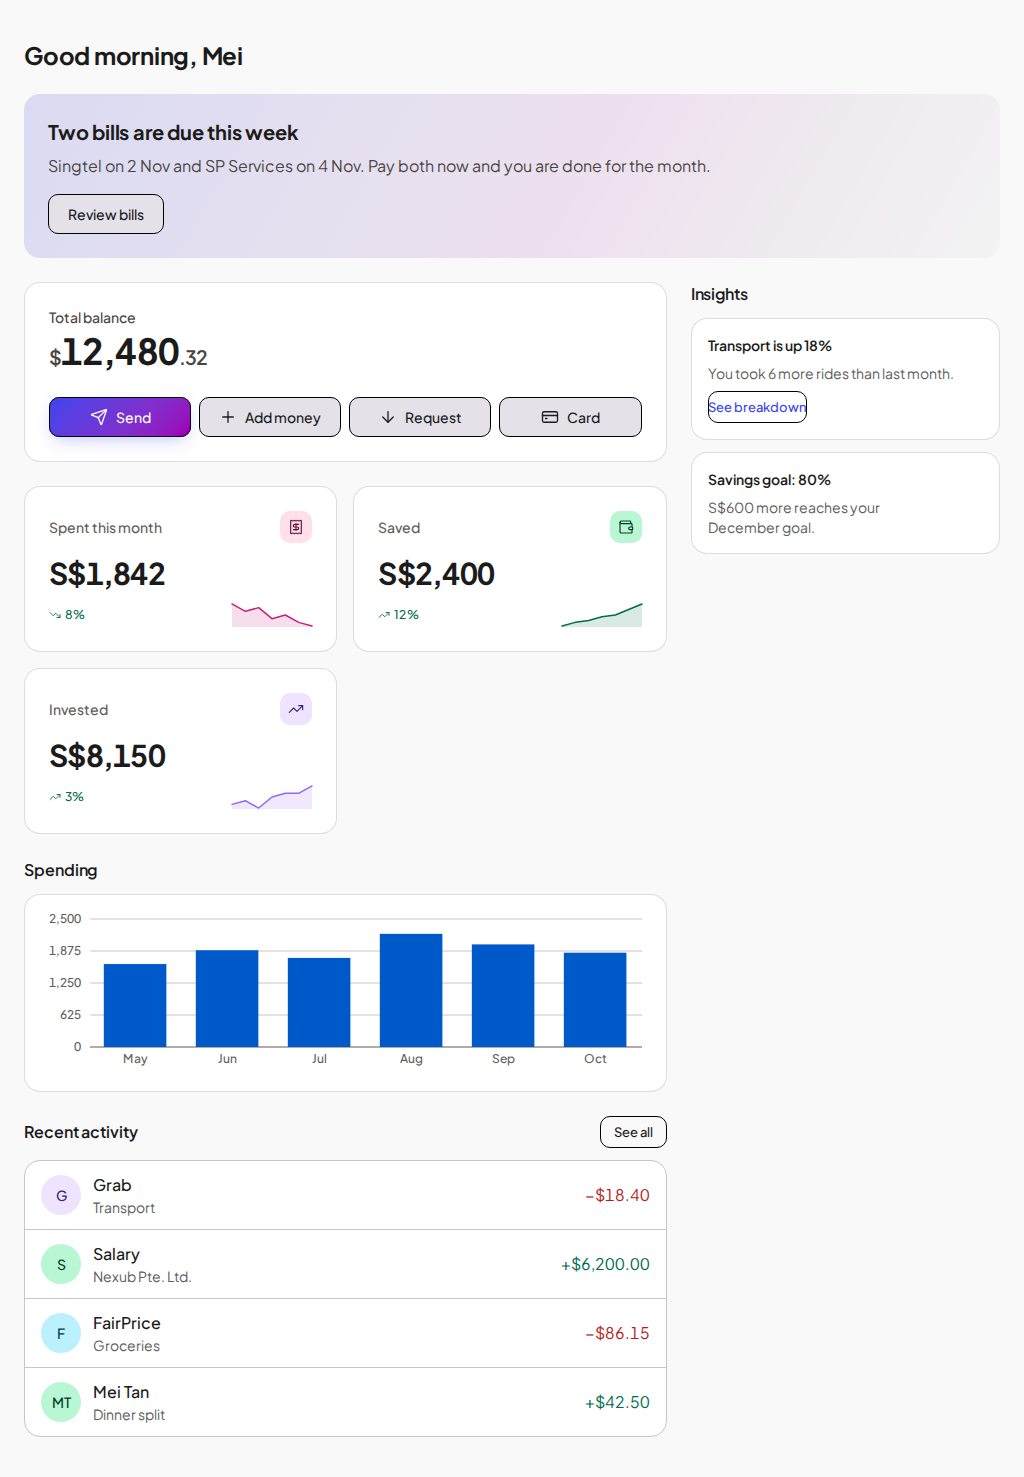 Good morning, Mei
Two bills are due this week
Singtel on 2 Nov and SP Services on 4 Nov. Pay both now and you are done for the month.
Review bills
Total balance
$12,480.32
Send
Add money
Request
Card
Insights
Transport is up 18%
You took 6 more rides than last month.
See breakdown
Savings goal: 80%
S$600 more reaches your
December goal.
Spent this month
S$1,842
8%
Saved
S$2,400
12%
Invested
S$8,150
3%
Spending
2,500
1,875
1,250
625
0
May
Jun
Jul
Aug
Sep
Oct
Recent activity
See all
G
Grab
Transport
−$18.40
S
Salary
Nexub Pte. Ltd.
+$6,200.00
F
FairPrice
Groceries
−$86.15
MT
Mei Tan
Dinner split
+$42.50